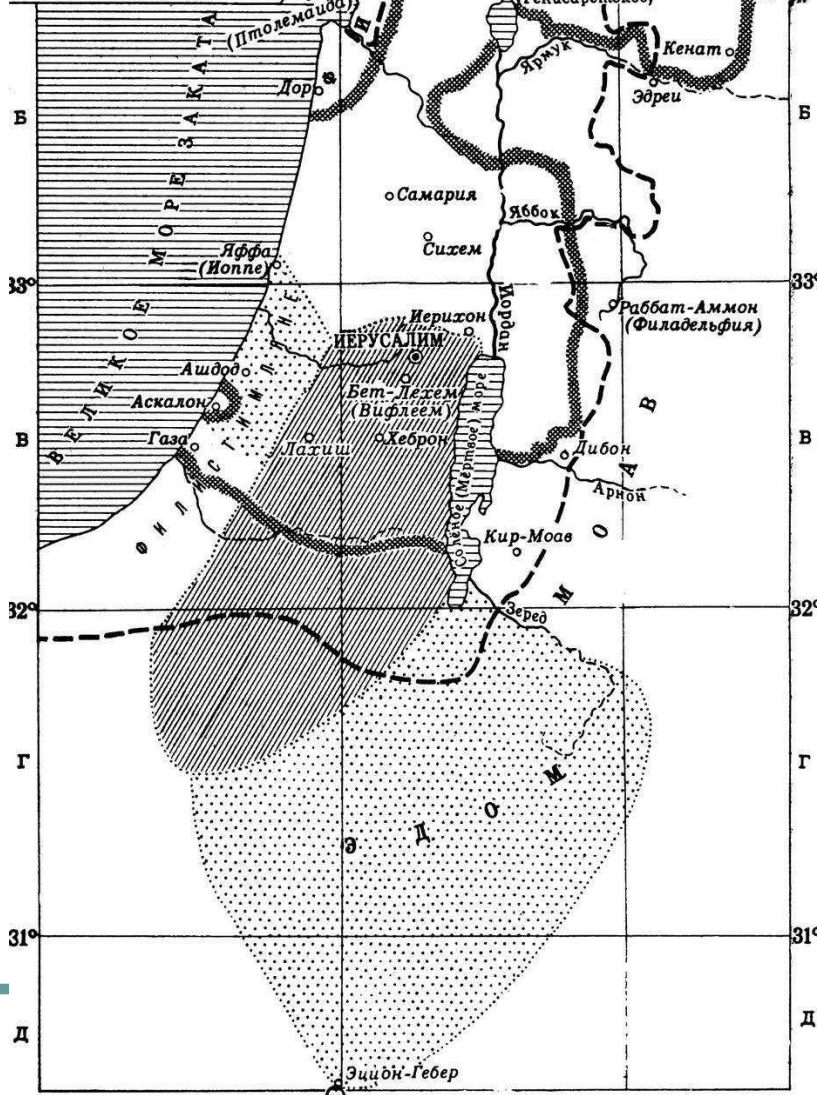 Генисаретское)
(Птолемаида)
И
Кенат
Ярмук
Эдреи
Дор
Ф
Б
Б
ВЕЛИКОЕ МОРЕ ЗАКАТА
Самария
Яббок
Сихем
Яффа
(Иоппе)
33°
33°
Иордан
Раббат-Аммон
(Филадельфия)
Иерихон
ИЕРУСАЛИМ
Ашдод
Бет-Лехем
(Вифлеем)
Аскалон
ФИЛИСТИМЛЯНЕ
Соленое (Мертвое) море
Газа
Лахиш
Хеброн
Дибон
В
В
Арнон
МОАВ
Кир-Моав
32°
32°
Зеред
Г
Г
ЭДОМ
31°
31°
Д
Д
Эцион-Гебер